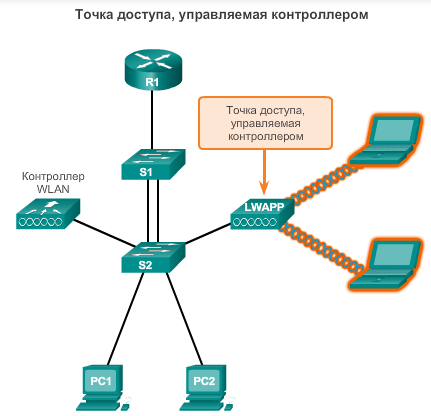 Точка доступа, управляемая контроллером
R1
Точка доступа,
управляемая
контроллером
S1
Контроллер
WLAN
LWAPP
S2
PC1
PC2